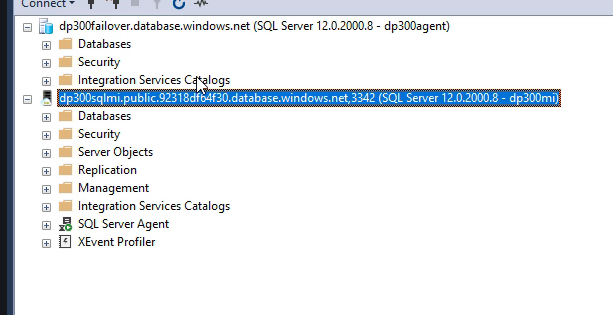 Connect
dp300failover.database.windows.net (SQL Server 12.0.2000.8 - dp300agent)
Databases
Security
Integration Services Catalogs
dp300sqlmi.public.92318df64f30.database.windows.net,3342 (SQL Server 12.0.2000.8 - dp300mi)
Databases
Security
Server Objects
Replication
Management
Integration Services Catalogs
SQL Server Agent
XEvent Profiler